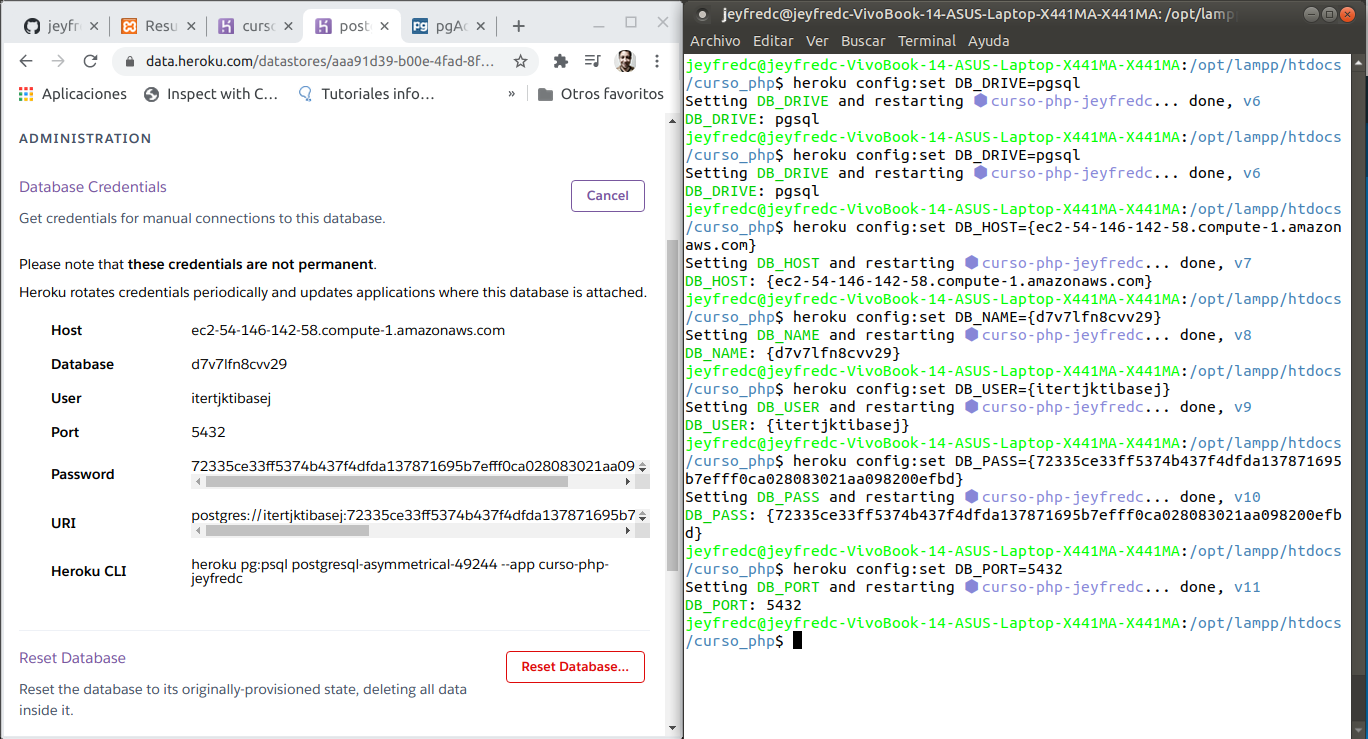 jeyfr
Resu
curso
post
pgAc
data.heroku.com/datastores/aaa91d39-b00e-4fad-8f...
Aplicaciones
Inspect with C...
Tutoriales info...
»
Otros favoritos
ADMINISTRATION
Database Credentials
Cancel
Get credentials for manual connections to this database.
Please note that these credentials are not permanent.
Heroku rotates credentials periodically and updates applications where this database is attached.
Host ec2-54-146-142-58.compute-1.amazonaws.com
Database d7v7lfn8cvv29
User itertjktibasej
Port 5432
Password 72335ce33ff5374b437f4dfda137871695b7efff0ca028083021aa09
URI postgres://itertjktibasej:72335ce33ff5374b437f4dfda137871695b7
Heroku CLI heroku pg:psql postgresql-asymmetrical-49244 --app curso-php-
jeyfredc
Reset Database
Reset Database...
Reset the database to its originally-provisioned state, deleting all data
inside it.
jeyfredc@jeyfredc-VivoBook-14-ASUS-Laptop-X441MA-X441MA: /opt/lamp
Archivo Editar Ver Buscar Terminal Ayuda
jeyfredc@jeyfredc-VivoBook-14-ASUS-Laptop-X441MA-X441MA:/opt/lampp/htdocs
/curso_php$ heroku config:set DB_DRIVE=pgsql
Setting DB_DRIVE and restarting curso-php-jeyfredc... done, v6
DB_DRIVE: pgsql
jeyfredc@jeyfredc-VivoBook-14-ASUS-Laptop-X441MA-X441MA:/opt/lampp/htdocs
/curso_php$ heroku config:set DB_DRIVE=pgsql
Setting DB_DRIVE and restarting curso-php-jeyfredc... done, v6
DB_DRIVE: pgsql
jeyfredc@jeyfredc-VivoBook-14-ASUS-Laptop-X441MA-X441MA:/opt/lampp/htdocs
/curso_php$ heroku config:set DB_HOST={ec2-54-146-142-58.compute-1.amazon
aws.com}
Setting DB_HOST and restarting curso-php-jeyfredc... done, v7
DB_HOST: {ec2-54-146-142-58.compute-1.amazonaws.com}
jeyfredc@jeyfredc-VivoBook-14-ASUS-Laptop-X441MA-X441MA:/opt/lampp/htdocs
/curso_php$ heroku config:set DB_NAME={d7v7lfn8cvv29}
Setting DB_NAME and restarting curso-php-jeyfredc... done, v8
DB_NAME: {d7v7lfn8cvv29}
jeyfredc@jeyfredc-VivoBook-14-ASUS-Laptop-X441MA-X441MA:/opt/lampp/htdocs
/curso_php$ heroku config:set DB_USER={itertjktibasej}
Setting DB_USER and restarting curso-php-jeyfredc... done, v9
DB_USER: {itertjktibasej}
jeyfredc@jeyfredc-VivoBook-14-ASUS-Laptop-X441MA-X441MA:/opt/lampp/htdocs
/curso_php$ heroku config:set DB_PASS={72335ce33ff5374b437f4dfda137871695
b7efff0ca028083021aa098200efbd}
Setting DB_PASS and restarting curso-php-jeyfredc... done, v10
DB_PASS: {72335ce33ff5374b437f4dfda137871695b7efff0ca028083021aa098200efb
d}
jeyfredc@jeyfredc-VivoBook-14-ASUS-Laptop-X441MA-X441MA:/opt/lampp/htdocs
/curso_php$ heroku config:set DB_PORT=5432
Setting DB_PORT and restarting curso-php-jeyfredc... done, v11
DB_PORT: 5432
jeyfredc@jeyfredc-VivoBook-14-ASUS-Laptop-X441MA-X441MA:/opt/lampp/htdocs
/curso_php$